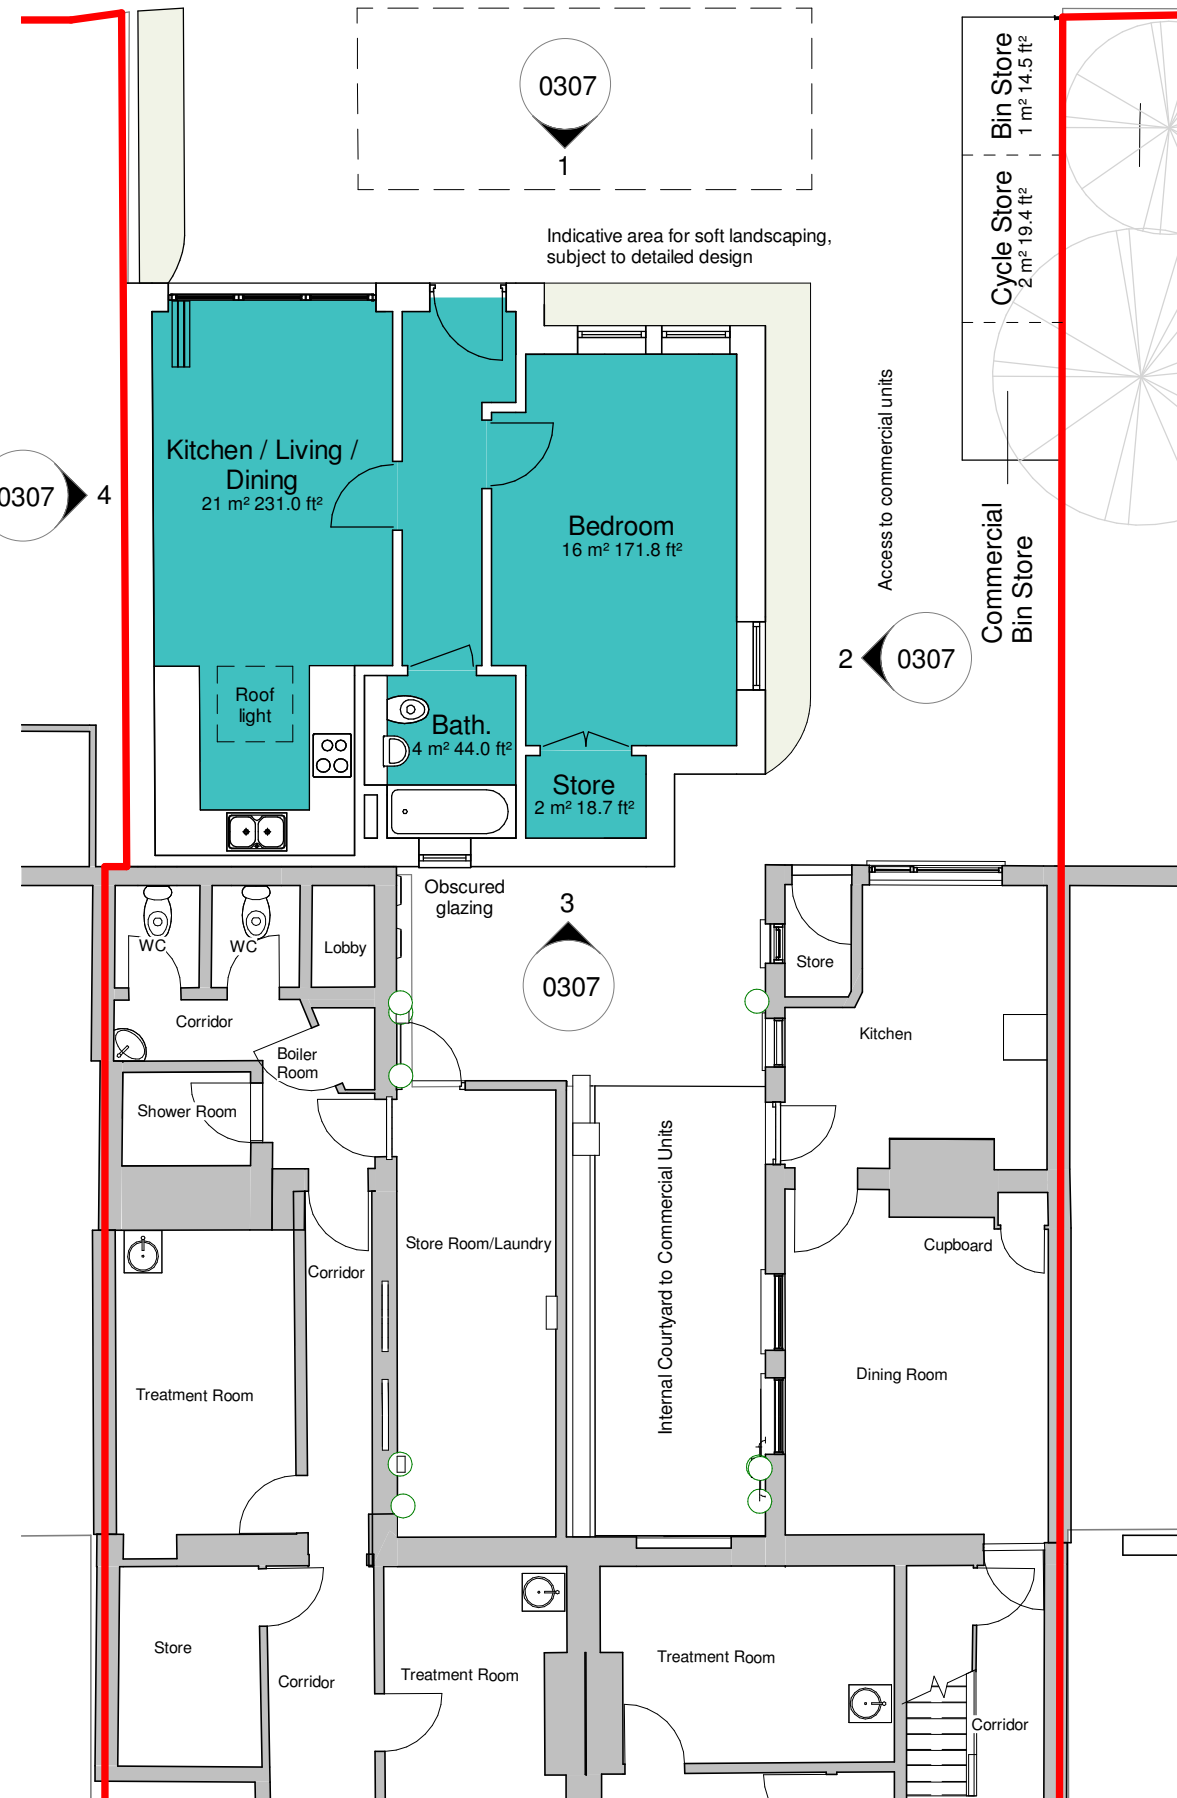 0307
1
Bin Store
1 m² 14.5 ft²
Cycle Store
2 m² 19.4 ft²
Indicative area for soft landscaping,
subject to detailed design
Access to commercial units
Kitchen / Living /
Dining
21 m² 231.0 ft²
0307
4
Bedroom
16 m² 171.8 ft²
Commercial
Bin Store
2
0307
Roof
light
Bath.
4 m² 44.0 ft²
Store
2 m² 18.7 ft²
Obscured
glazing
3
0307
WC
WC
Lobby
Store
Corridor
Kitchen
Boiler
Room
Shower Room
Internal Courtyard to Commercial Units
Store Room/Laundry
Cupboard
Corridor
Treatment Room
Dining Room
Store
Corridor
Treatment Room
Treatment Room
Corridor